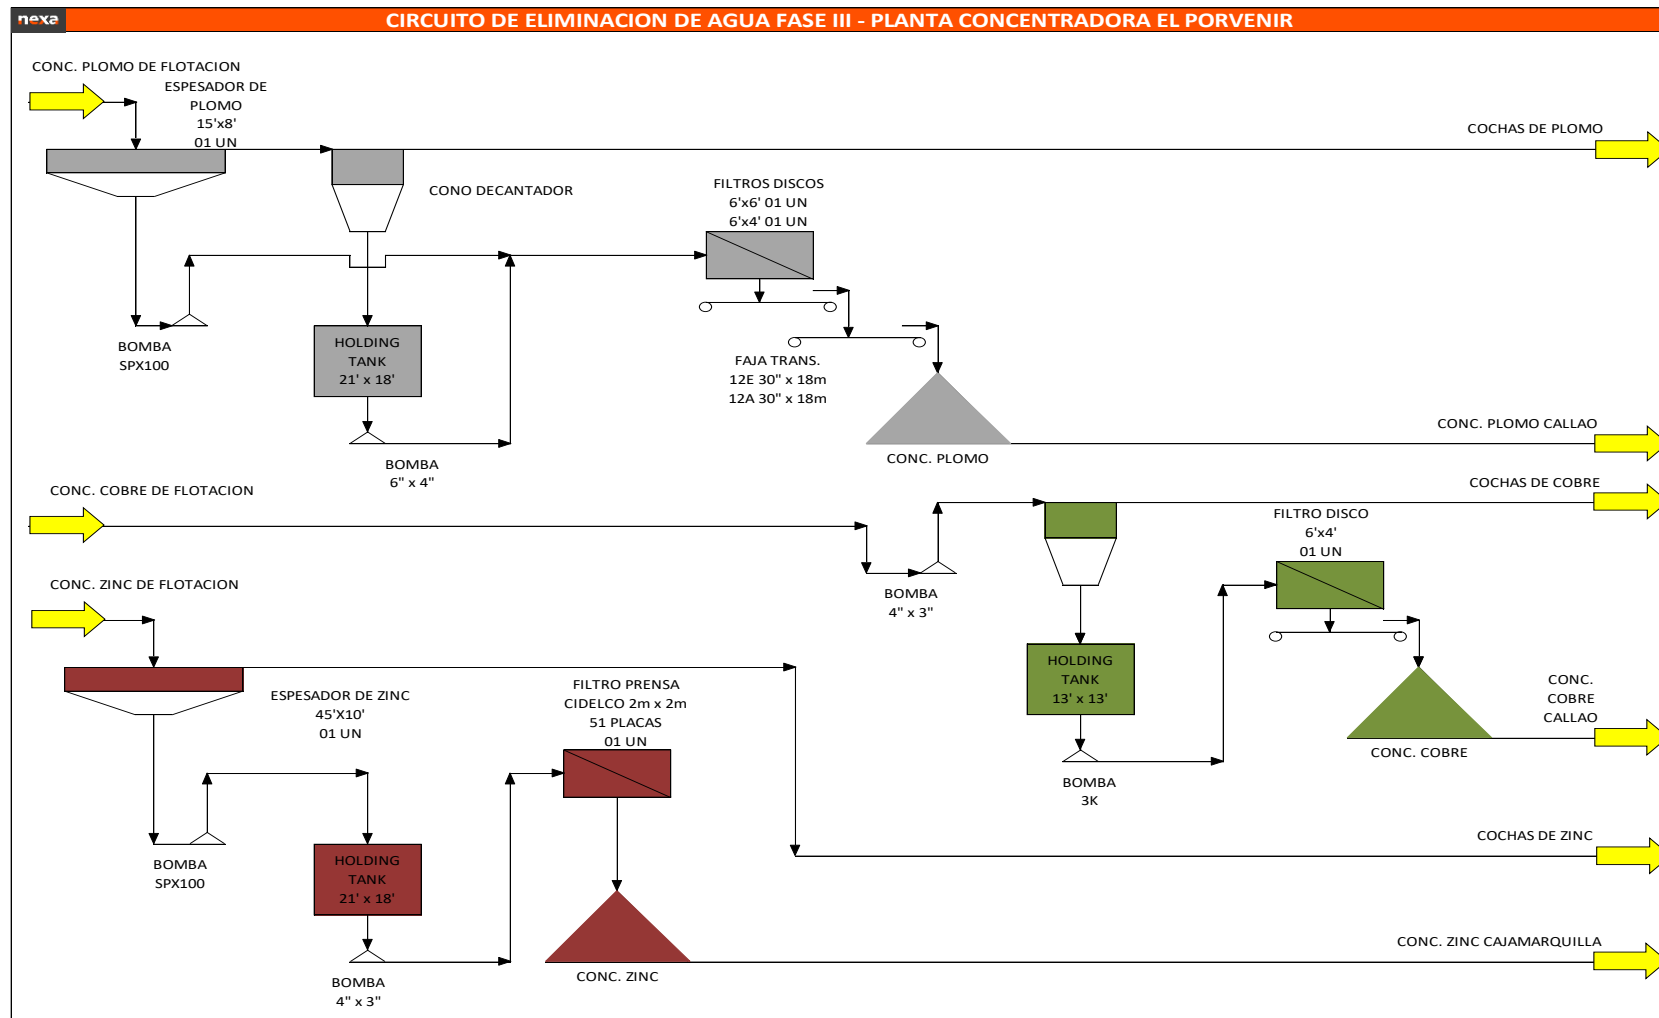 nexa
CIRCUITO DE ELIMINACION DE AGUA FASE III - PLANTA CONCENTRADORA EL PORVENIR
CONC. PLOMO DE FLOTACION
ESPESADOR DE
PLOMO
15'x8'
01 UN
COCHAS DE PLOMO
CONO DECANTADOR
FILTROS DISCOS
6'x6' 01 UN
6'x4' 01 UN
BOMBA
SPX100
HOLDING
TANK
21' x 18'
FAJA TRANS.
12E 30" x 18m
12A 30" x 18m
BOMBA
6" x 4"
CONC. PLOMO
CONC. PLOMO CALLAO
CONC. COBRE DE FLOTACION
COCHAS DE COBRE
FILTRO DISCO
6'x4'
01 UN
BOMBA
4" x 3"
HOLDING
TANK
13' x 13'
BOMBA
3K
CONC. COBRE
CONC.
COBRE
CALLAO
CONC. ZINC DE FLOTACION
ESPESADOR DE ZINC
45'X10'
01 UN
FILTRO PRENSA
CIDELCO 2m x 2m
51 PLACAS
01 UN
BOMBA
SPX100
HOLDING
TANK
21' x 18'
BOMBA
4" x 3"
CONC. ZINC
COCHAS DE ZINC
CONC. ZINC CAJAMARQUILLA